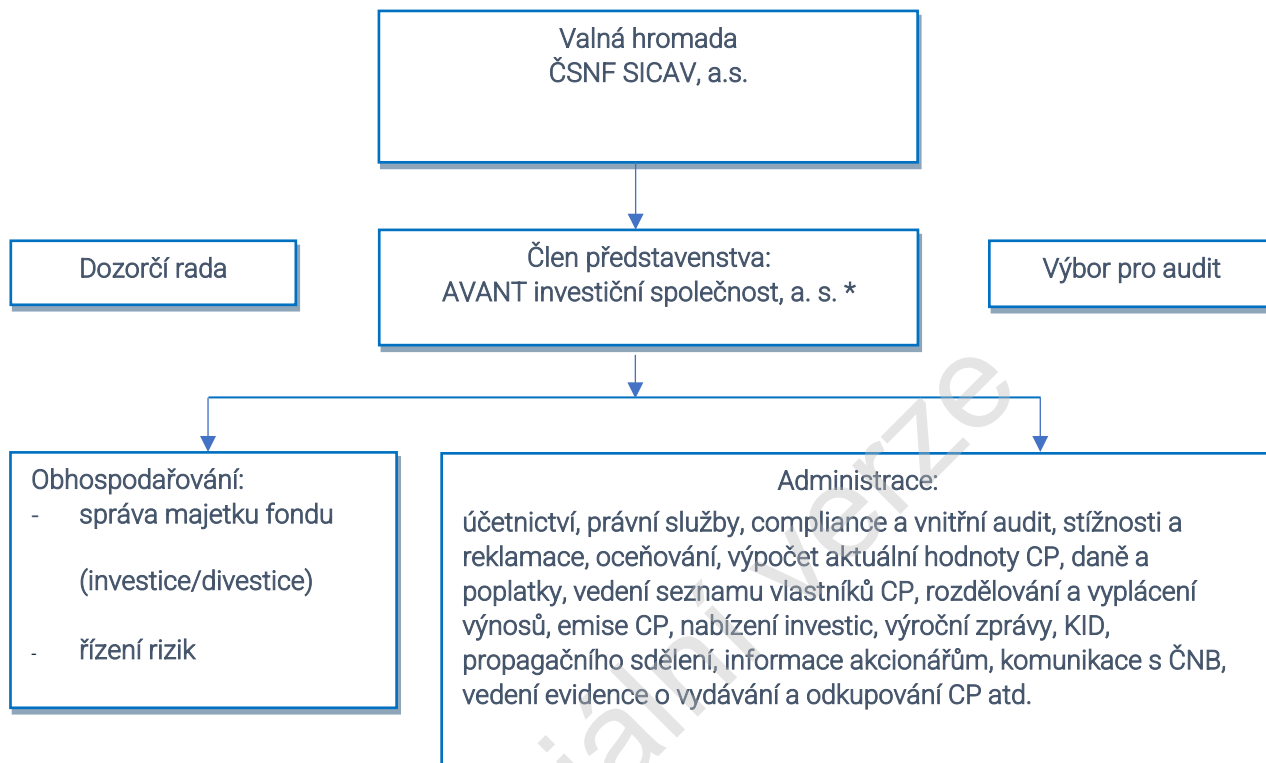 Valná hromada
ČSNF SICAV, a.s.
Dozorčí rada
Člen představenstva:
AVANT investiční společnost, a. s. *
Výbor pro audit
Obhospodařování:
- správa majetku fondu
(investice/divestice)
- řízení rizik
Administrace:
účetnictví, právní služby, compliance a vnitřní audit, stížnosti a
reklamace, oceňování, výpočet aktuální hodnoty CP, daně a
poplatky, vedení seznamu vlastníků CP, rozdělování a vyplácení
výnosů, emise CP, nabízení investic, výroční zprávy, KID,
propagačního sdělení, informace akcionářům, komunikace s ČNB,
vedení evidence o vydávání a odkupování CP atd.
verze